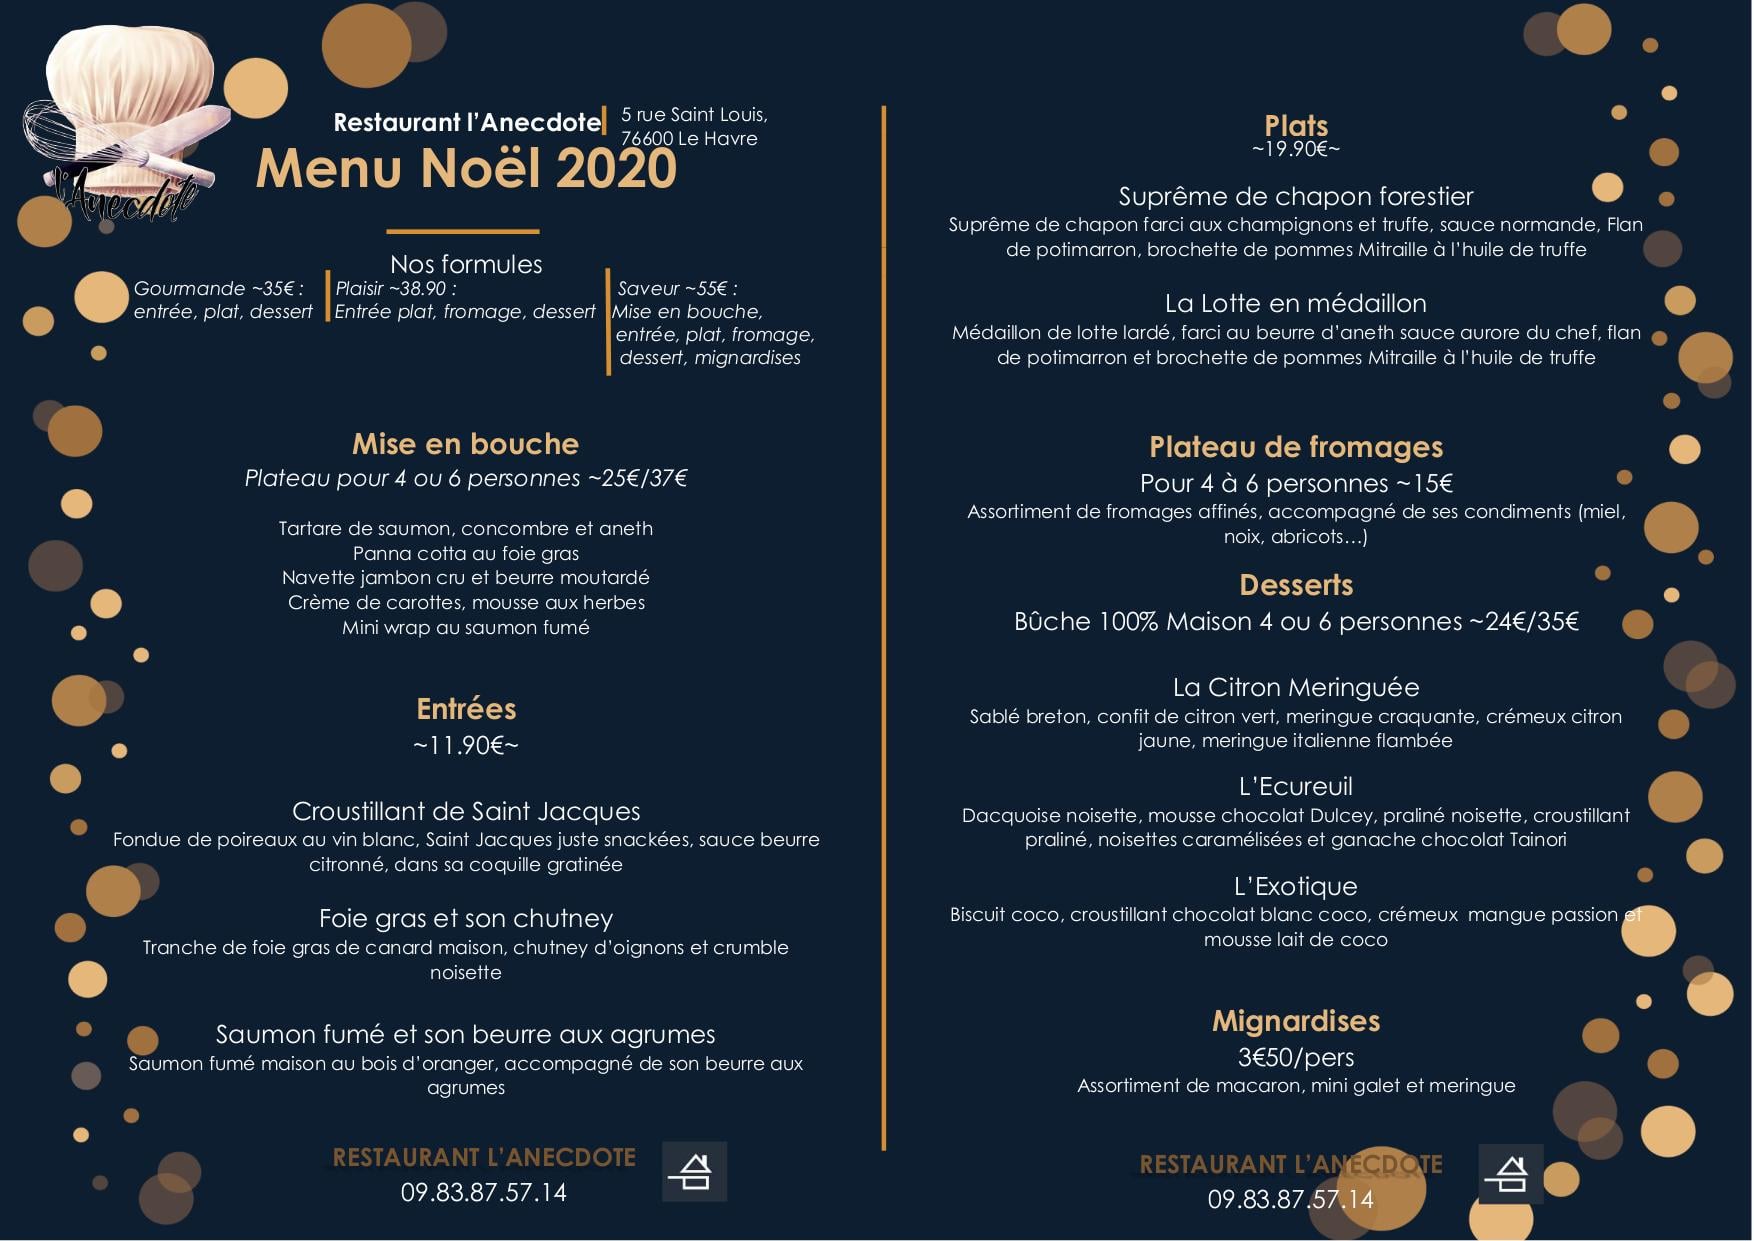 l'Anecdote
Restaurant l’Anecdote
5 rue Saint Louis,
76600 Le Havre
Menu Noël 2020
Nos formules
Gourmande ~35€ :
entrée, plat, dessert
Plaisir ~38.90 :
Entrée plat, fromage, dessert
Saveur ~55€ :
Mise en bouche,
entrée, plat, fromage,
dessert, mignardises
Mise en bouche
Plateau pour 4 ou 6 personnes ~25€/37€
Tartare de saumon, concombre et aneth
Panna cotta au foie gras
Navette jambon cru et beurre moutardé
Crème de carottes, mousse aux herbes
Mini wrap au saumon fumé
Entrées
~11.90€~
Croustillant de Saint Jacques
Fondue de poireaux au vin blanc, Saint Jacques juste snackées, sauce beurre
citronné, dans sa coquille gratinée
Foie gras et son chutney
Tranche de foie gras de canard maison, chutney d’oignons et crumble
noisette
Saumon fumé et son beurre aux agrumes
Saumon fumé maison au bois d’oranger, accompagné de son beurre aux
agrumes
RESTAURANT L’ANECDOTE
09.83.87.57.14
Plats
~19.90€~
Suprême de chapon forestier
Suprême de chapon farci aux champignons et truffe, sauce normande, Flan
de potimarron, brochette de pommes Mitraille à l’huile de truffe
La Lotte en médaillon
Médaillon de lotte lardé, farci au beurre d’aneth sauce aurore du chef, flan
de potimarron et brochette de pommes Mitraille à l’huile de truffe
Plateau de fromages
Pour 4 à 6 personnes ~15€
Assortiment de fromages affinés, accompagné de ses condiments (miel,
noix, abricots…)
Desserts
Bûche 100% Maison 4 ou 6 personnes ~24€/35€
La Citron Meringuée
Sablé breton, confit de citron vert, meringue craquante, crémeux citron
jaune, meringue italienne flambée
L’Ecureuil
Dacquoise noisette, mousse chocolat Dulcey, praliné noisette, croustillant
praliné, noisettes caramélisées et ganache chocolat Tainori
L’Exotique
Biscuit coco, croustillant chocolat blanc coco, crémeux  mangue passion et
mousse lait de coco
Mignardises
3€50/pers
Assortiment de macaron, mini galet et meringue
RESTAURANT L’ANECDOTE
09.83.87.57.14